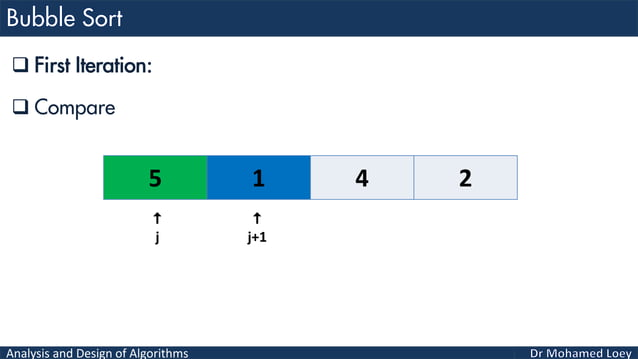 Bubble Sort
First Iteration:
Compare
5 1 4 2
j j+1
Analysis and Design of Algorithms Dr Mohamed Loey